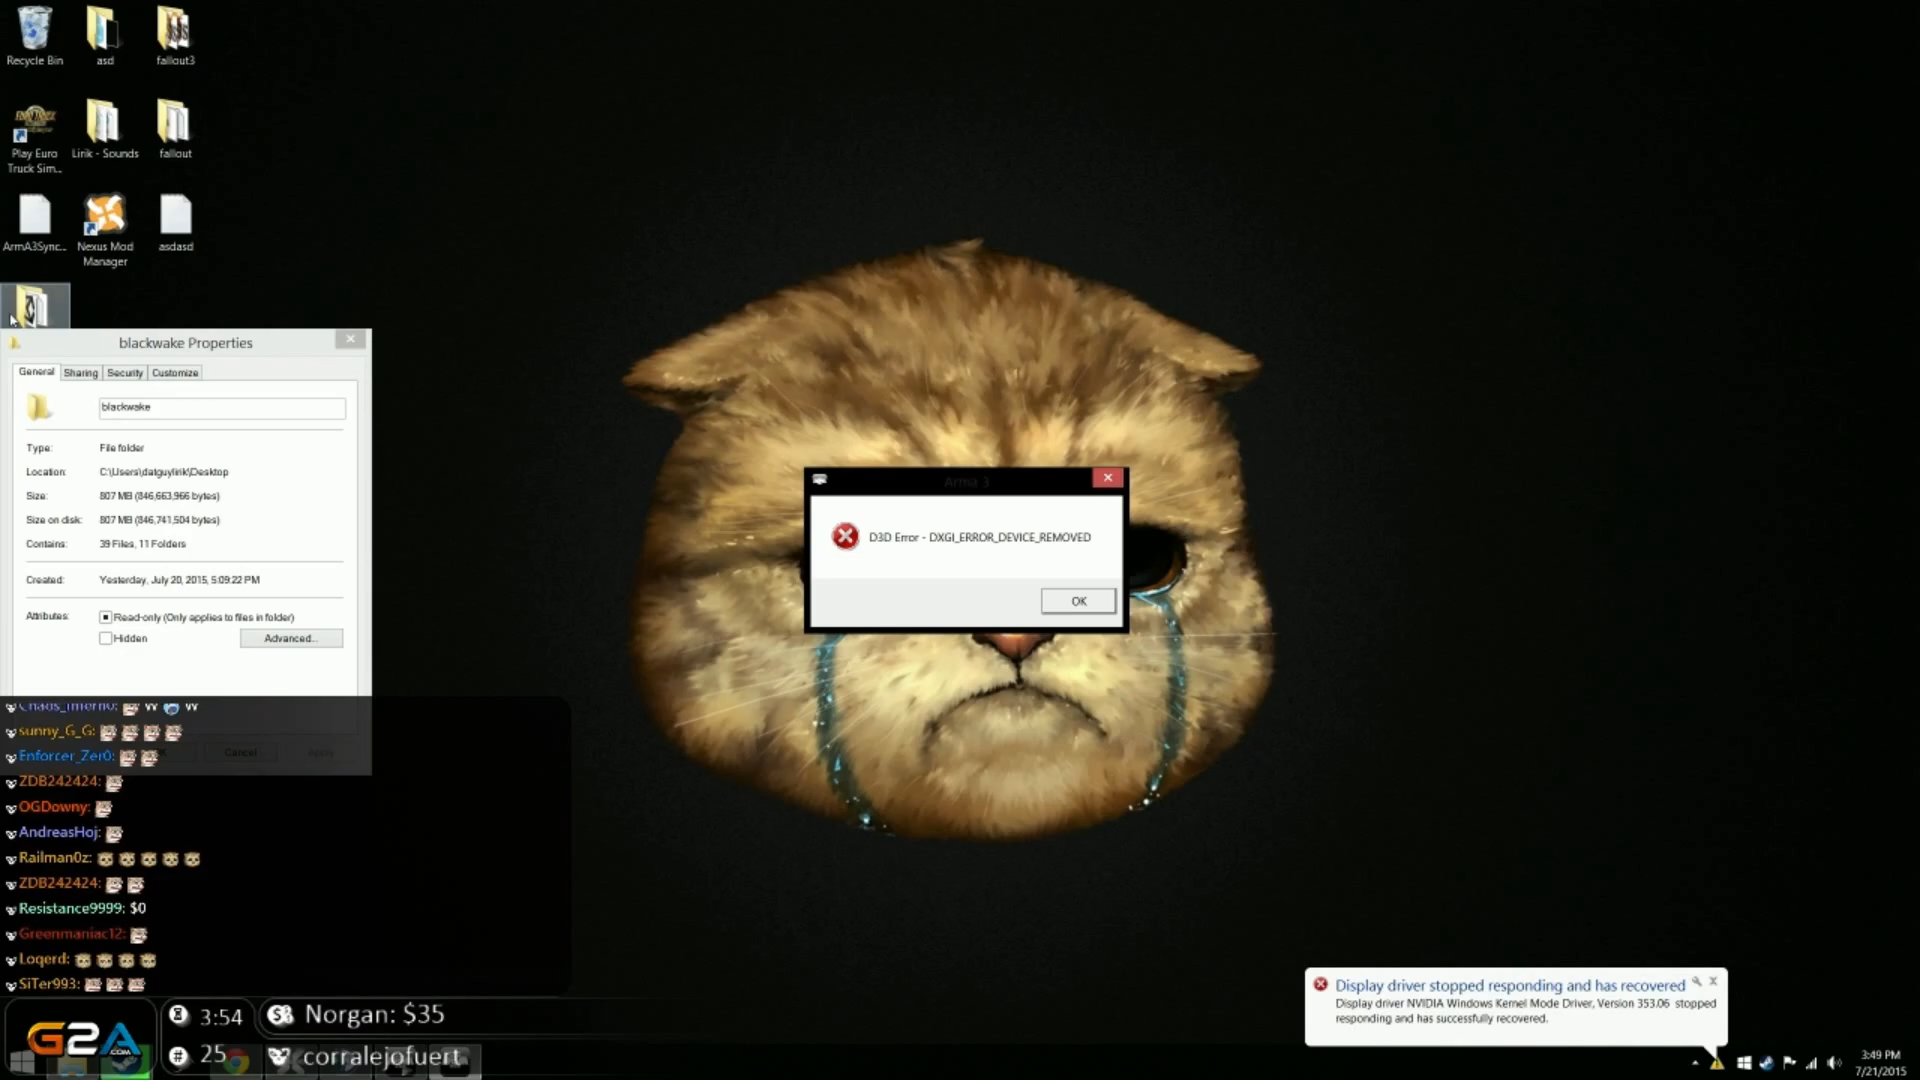 Recycle Bin
asd
fallout3
Play Euro
Truck Sim...
Lirik - Sounds
fallout
ArmA3Sync...
Nexus Mod
Manager
asdasd
blackwake Properties
General
Sharing
Security
Customize
blackwake
Type:
File folder
Location:
C:\Users\datguylirik\Desktop
Size:
807 MB (846,663,966 bytes)
Size on disk:
807 MB (846,741,504 bytes)
Contains:
39 Files, 11 Folders
Created:
Yesterday, July 20, 2015, 5:09:22 PM
Attributes:
Read-only (Only applies to files in folder)
Hidden
Advanced...
Cancel
Apply
Arma 3
D3D Error - DXGI_ERROR_DEVICE_REMOVED
OK
Chaos_Intern0: W W
sunny_G_G:
Enforcer_Zer0:
ZDB242424:
OGDowny:
AndreasHoj:
Railman0z:
ZDB242424:
Resistance9999: $0
Greenmaniac12:
Loqerd:
SiTer993:
G2A.COM
3:54
Norgan: $35
25
corralejofuert
Display driver stopped responding and has recovered
Display driver NVIDIA Windows Kernel Mode Driver, Version 353.06 stopped
responding and has successfully recovered.
3:49 PM
7/21/2015